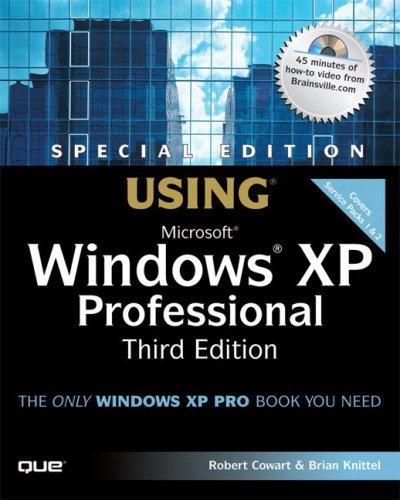 45 minutes of
how-to video from
Brainsville.com
SPECIAL EDITION
USING®
Covers
Service Packs 1 & 2
Microsoft®
Windows® XP
Professional
Third Edition
THE ONLY WINDOWS XP PRO BOOK YOU NEED
QUE®
Robert Cowart & Brian Knittel